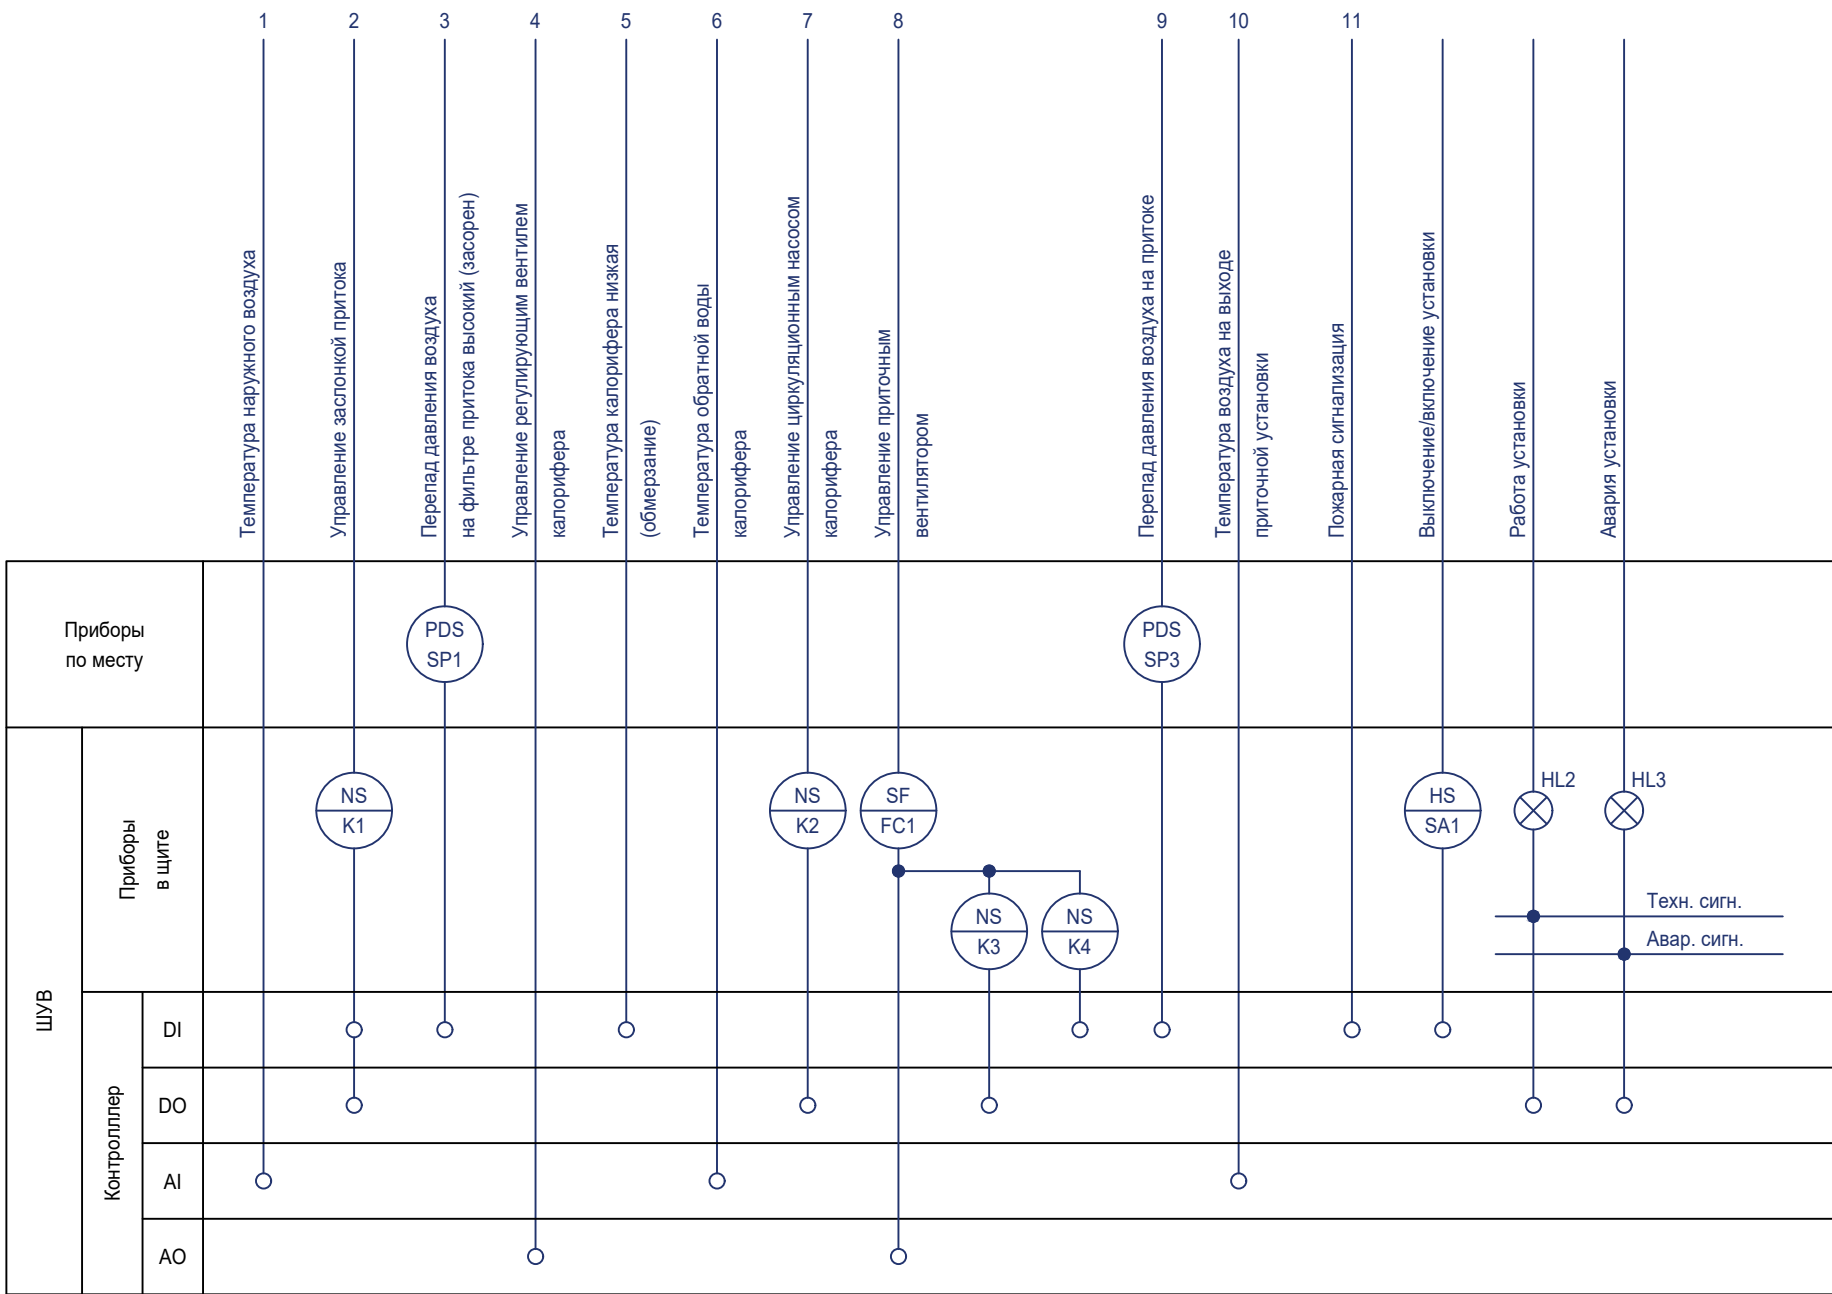 1
2
3
4
5
6
7
8
9
10
11
Температура наружного воздуха
Управление заслонкой притока
Перепад давления воздуха
на фильтре притока высокий (засорен)
Управление регулирующим вентилем
калорифера
Температура калорифера низкая
(обмерзание)
Температура обратной воды
калорифера
Управление циркуляционным насосом
калорифера
Управление приточным
вентилятором
Перепад давления воздуха на притоке
Температура воздуха на выходе
приточной установки
Пожарная сигнализация
Выключение/включение установки
Работа установки
Авария установки
Приборы
по месту
PDS
SP1
PDS
SP3
ШУВ
Приборы
в щите
NS
K1
NS
K2
SF
FC1
NS
K3
NS
K4
HS
SA1
HL2
HL3
Техн. сигн.
Авар. сигн.
Контроллер
DI
DO
AI
AO